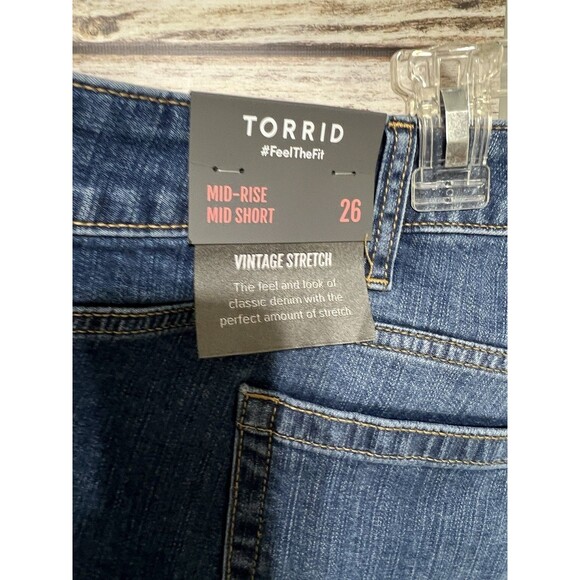 TORRID
#FeelTheFit
MID-RISE
MID SHORT 26
VINTAGE STRETCH
The feel and look of
classic denim with the
perfect amount of stretch